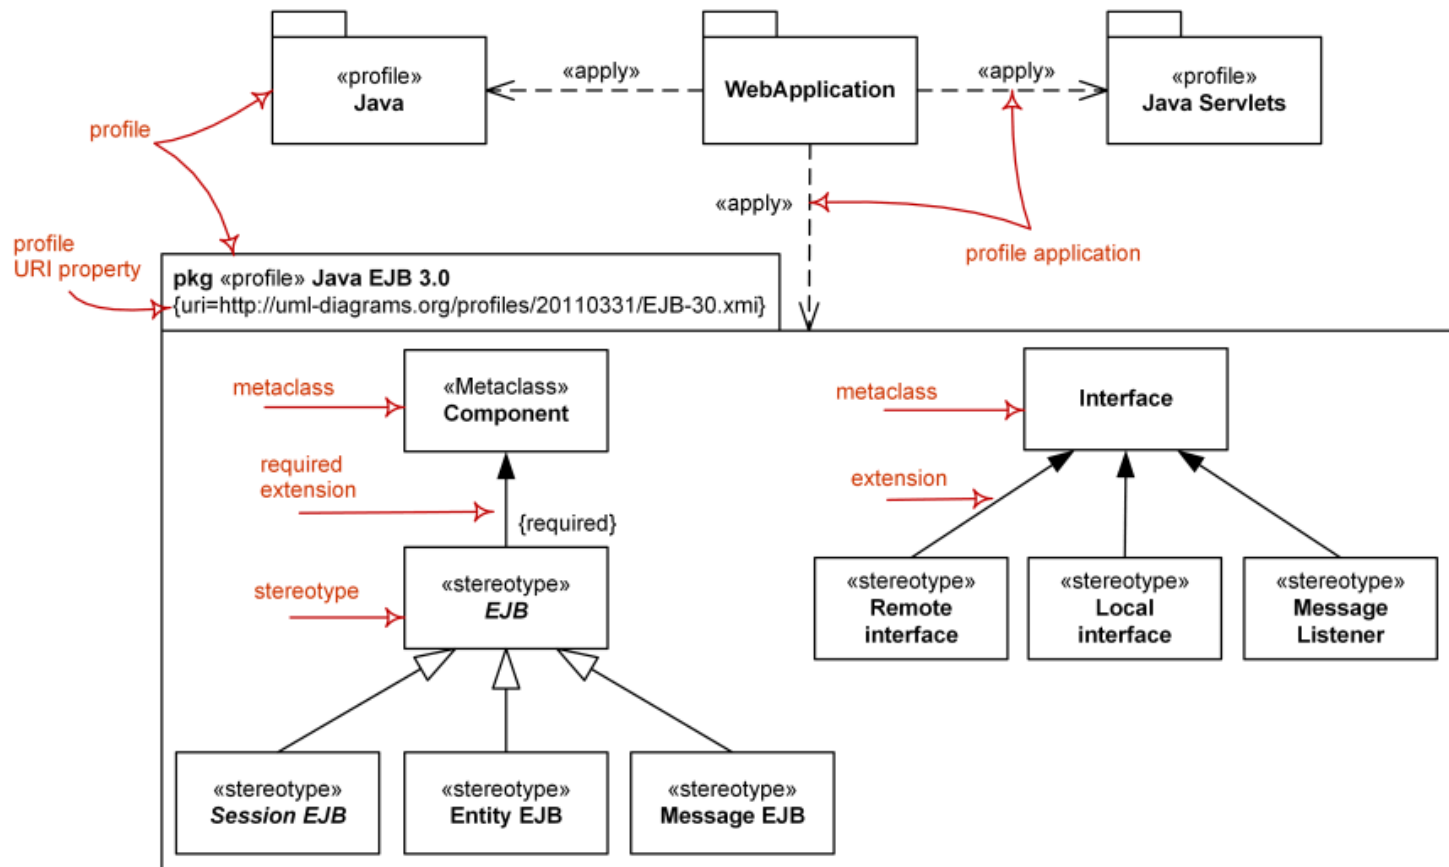 «profile»
Java
«apply»
WebApplication
«apply»
«profile»
Java Servlets
profile
«apply»
profile application
profile
URI property
pkg «profile» Java EJB 3.0
{uri=http://uml-diagrams.org/profiles/20110331/EJB-30.xmi}
metaclass
«Metaclass»
Component
metaclass
Interface
required
extension
{required}
extension
stereotype
«stereotype»
EJB
«stereotype»
Remote
interface
«stereotype»
Local
interface
«stereotype»
Message
Listener
«stereotype»
Session EJB
«stereotype»
Entity EJB
«stereotype»
Message EJB